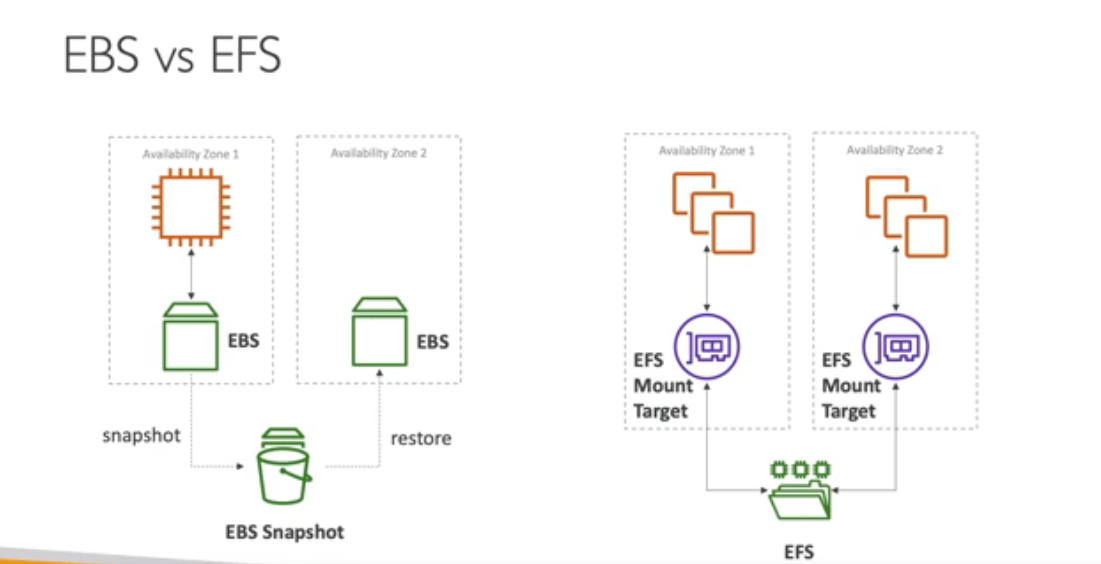 EBS vs EFS
Availability Zone 1
Availability Zone 2
EBS
EBS
snapshot
restore
EBS Snapshot
Availability Zone 1
Availability Zone 2
EFS
Mount
Target
EFS
Mount
Target
EFS